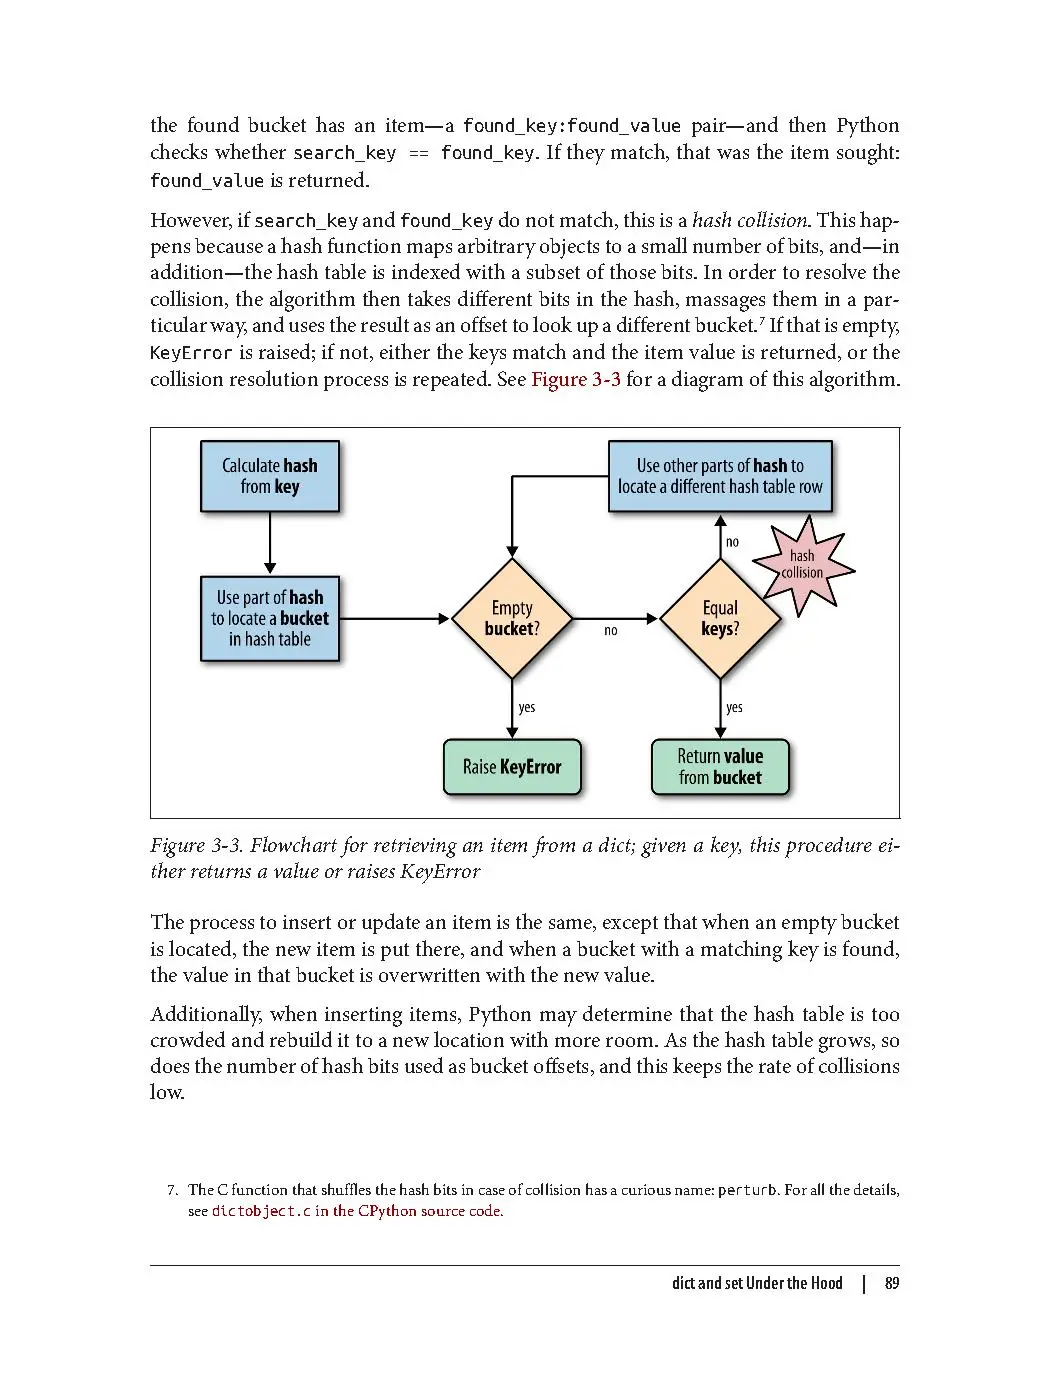 the found bucket has an item—a found_key:found_value pair—and then Python
checks whether search_key == found_key. If they match, that was the item sought:
found_value is returned.
However, if search_key and found_key do not match, this is a hash collision. This hap-
pens because a hash function maps arbitrary objects to a small number of bits, and—in
addition—the hash table is indexed with a subset of those bits. In order to resolve the
collision, the algorithm then takes different bits in the hash, massages them in a par-
ticular way, and uses the result as an offset to look up a different bucket.7 If that is empty,
KeyError is raised; if not, either the keys match and the item value is returned, or the
collision resolution process is repeated. See Figure 3-3 for a diagram of this algorithm.
Calculate hash
from key
Use part of hash
to locate a bucket
in hash table
Empty
bucket?
yes
Raise KeyError
no
Equal
keys?
yes
Return value
from bucket
no
hash
collision
Use other parts of hash to
locate a different hash table row
Figure 3-3. Flowchart for retrieving an item from a dict; given a key, this procedure ei-
ther returns a value or raises KeyError
The process to insert or update an item is the same, except that when an empty bucket
is located, the new item is put there, and when a bucket with a matching key is found,
the value in that bucket is overwritten with the new value.
Additionally, when inserting items, Python may determine that the hash table is too
crowded and rebuild it to a new location with more room. As the hash table grows, so
does the number of hash bits used as bucket offsets, and this keeps the rate of collisions
low.
7. The C function that shuffles the hash bits in case of collision has a curious name: perturb. For all the details,
see dictobject.c in the CPython source code.
dict and set Under the Hood | 89